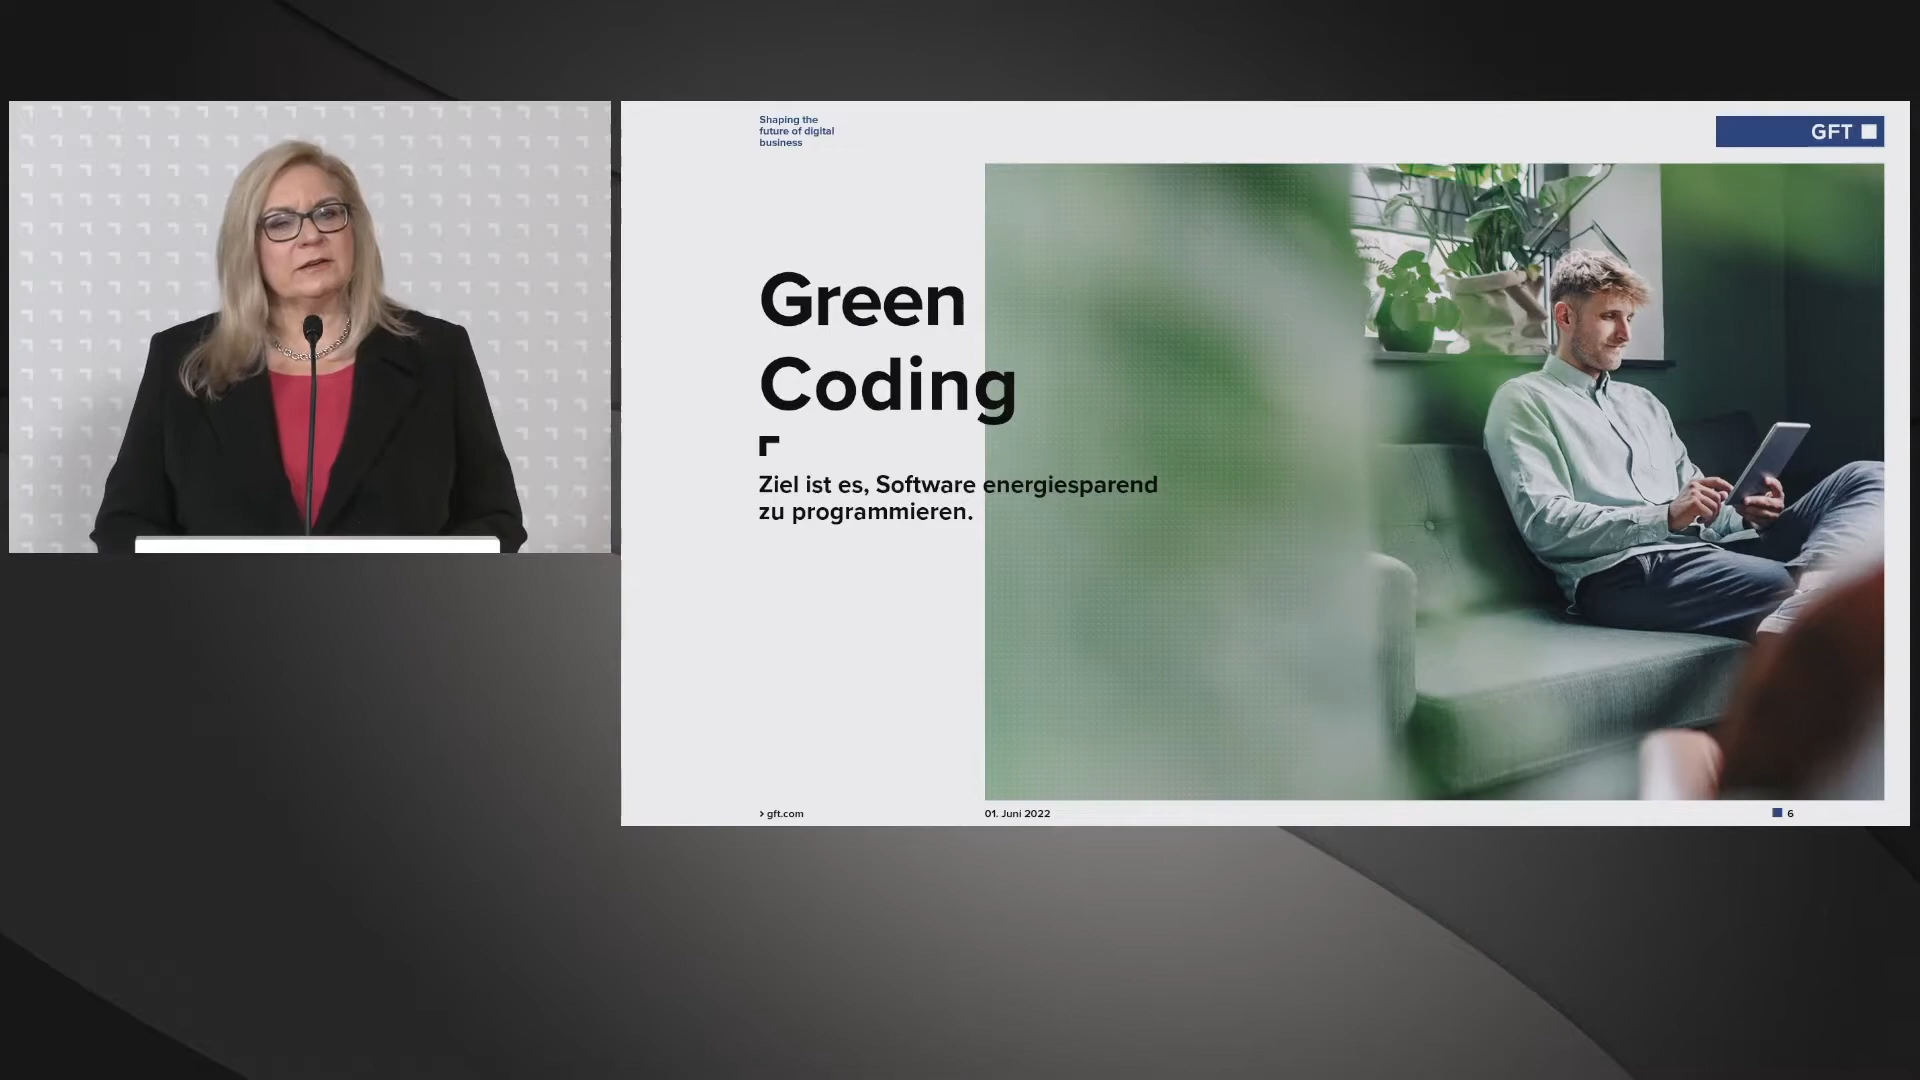 Shaping the
future of digital
business
GFT
Green
Coding
Ziel ist es, Software energiesparend
zu programmieren.
› gft.com
01. Juni 2022
6